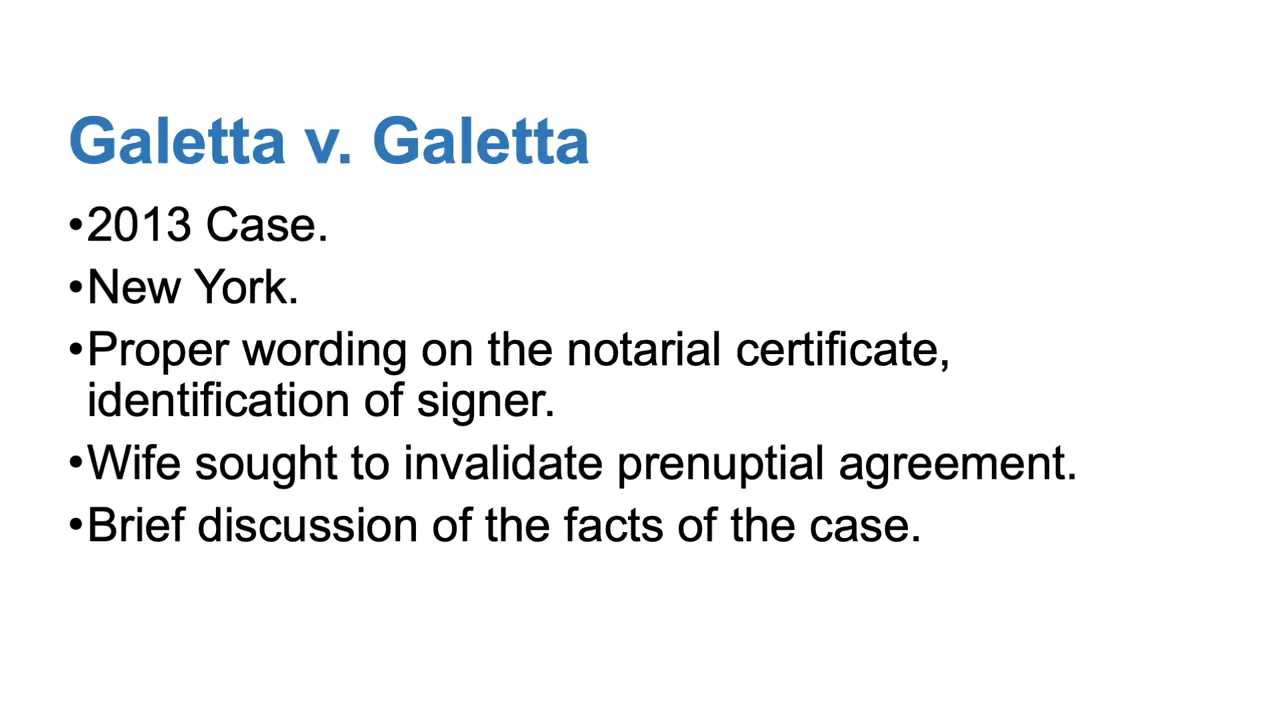 Galetta v. Galetta
•2013 Case.
•New York.
•Proper wording on the notarial certificate,
identification of signer.
•Wife sought to invalidate prenuptial agreement.
•Brief discussion of the facts of the case.